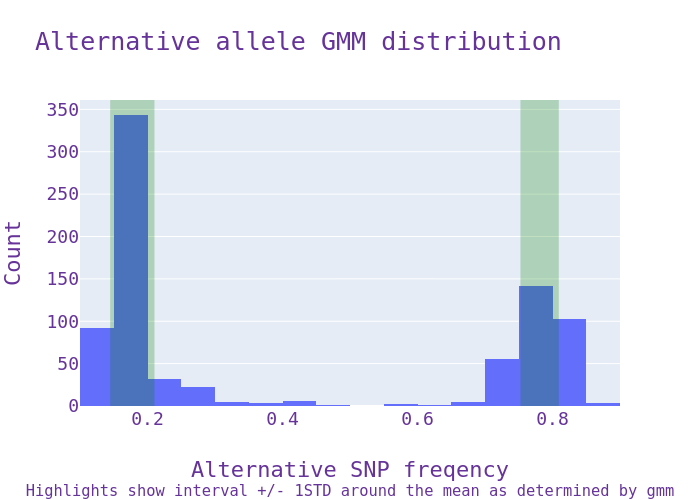 Alternative allele GMM distribution
350
300
250
200
150
100
50
0
Count
0.2 0.4 0.6 0.8
Alternative SNP freqency
Highlights show interval +/- 1STD around the mean as determined by gmm